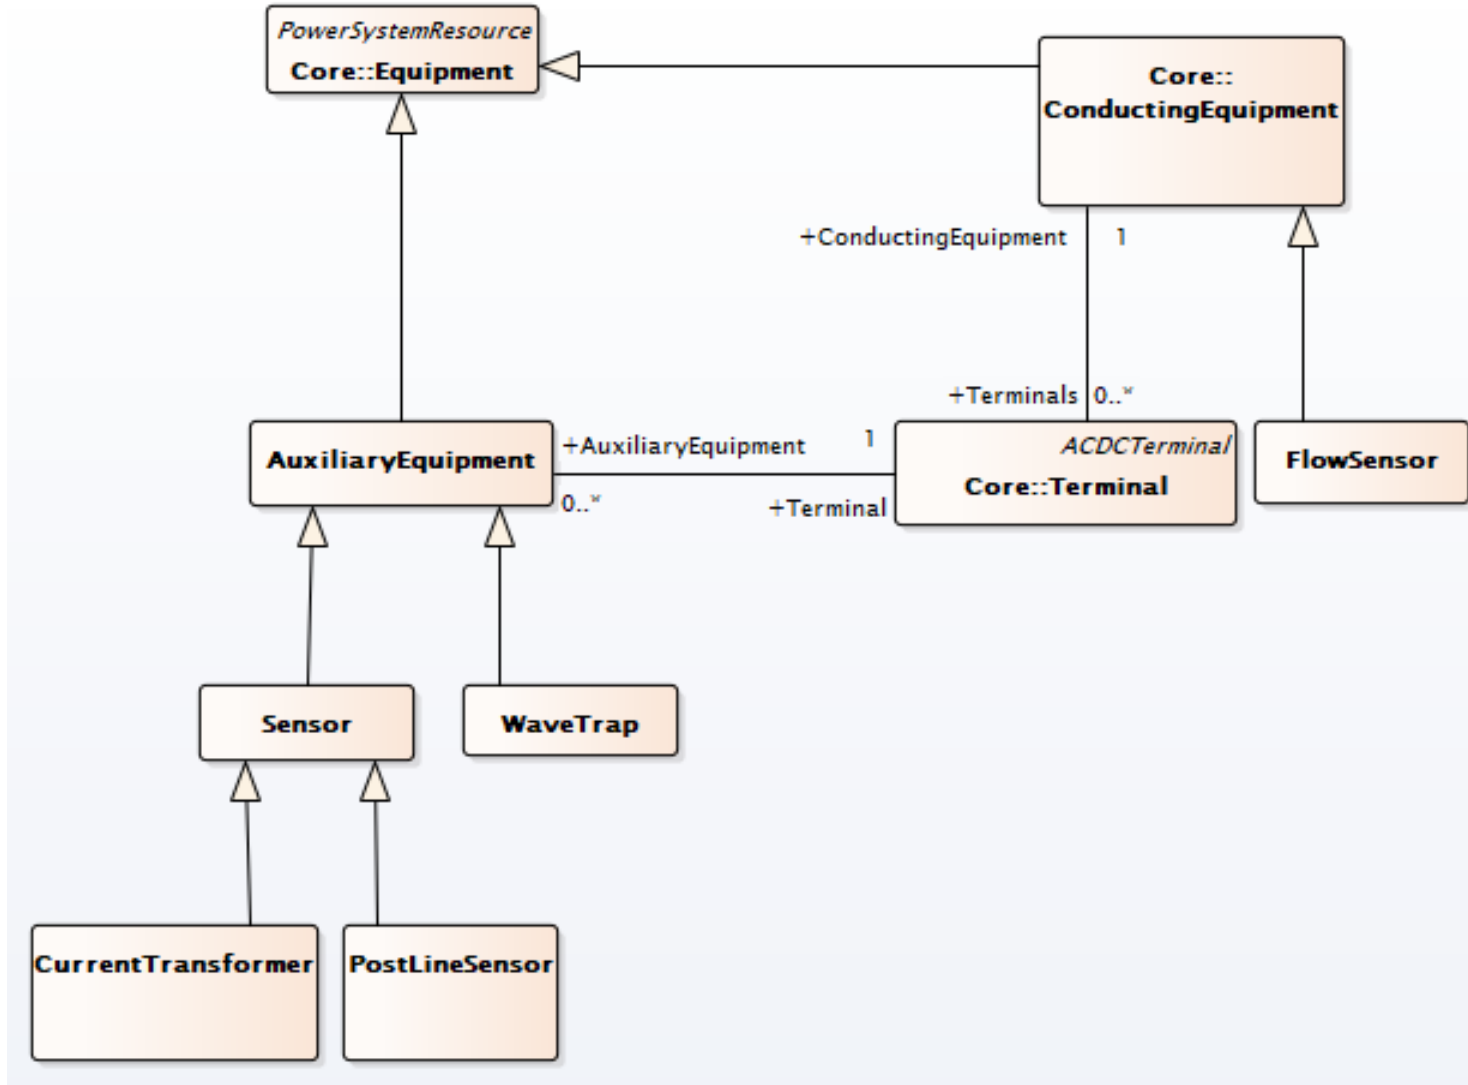 PowerSystemResource
Core::Equipment
Core::
ConductingEquipment
+ConductingEquipment
1
+Terminals
0..*
AuxiliaryEquipment
+AuxiliaryEquipment
1
0..*
+Terminal
ACDCTerminal
Core::Terminal
FlowSensor
Sensor
WaveTrap
CurrentTransformer
PostLineSensor